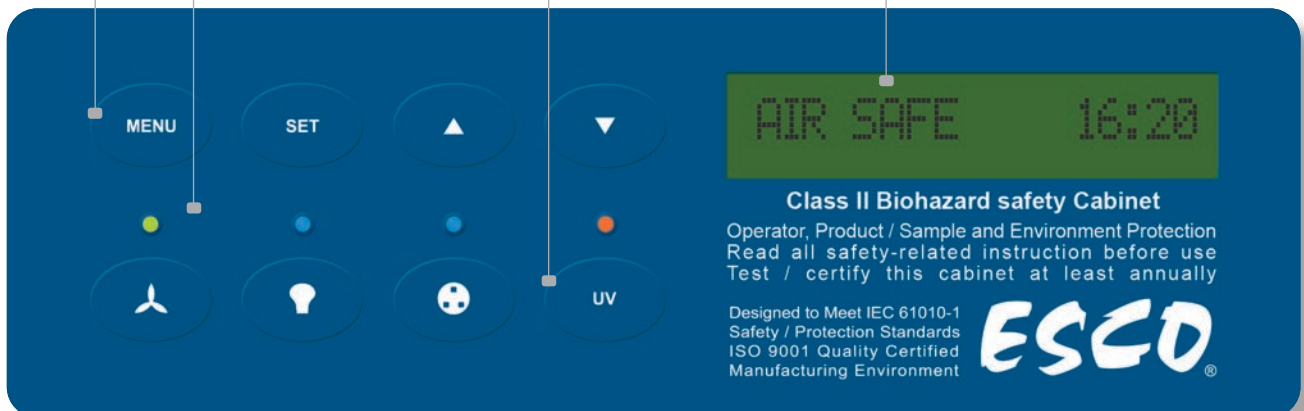 MENU
SET
AIR SAFE 16:20
Class II Biohazard safety Cabinet
Operator, Product / Sample and Environment Protection
Read all safety-related instruction before use
Test / certify this cabinet at least annually
UV
Designed to Meet IEC 61010-1
Safety / Protection Standards
ISO 9001 Quality Certified
Manufacturing Environment
ESCO®